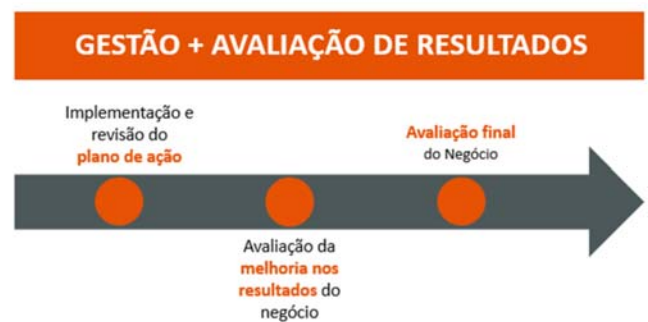 GESTÃO + AVALIAÇÃO DE RESULTADOS
Implementação e
revisão do
plano de ação
Avaliação da
melhoria nos
resultados do
negócio
Avaliação final
do Negócio